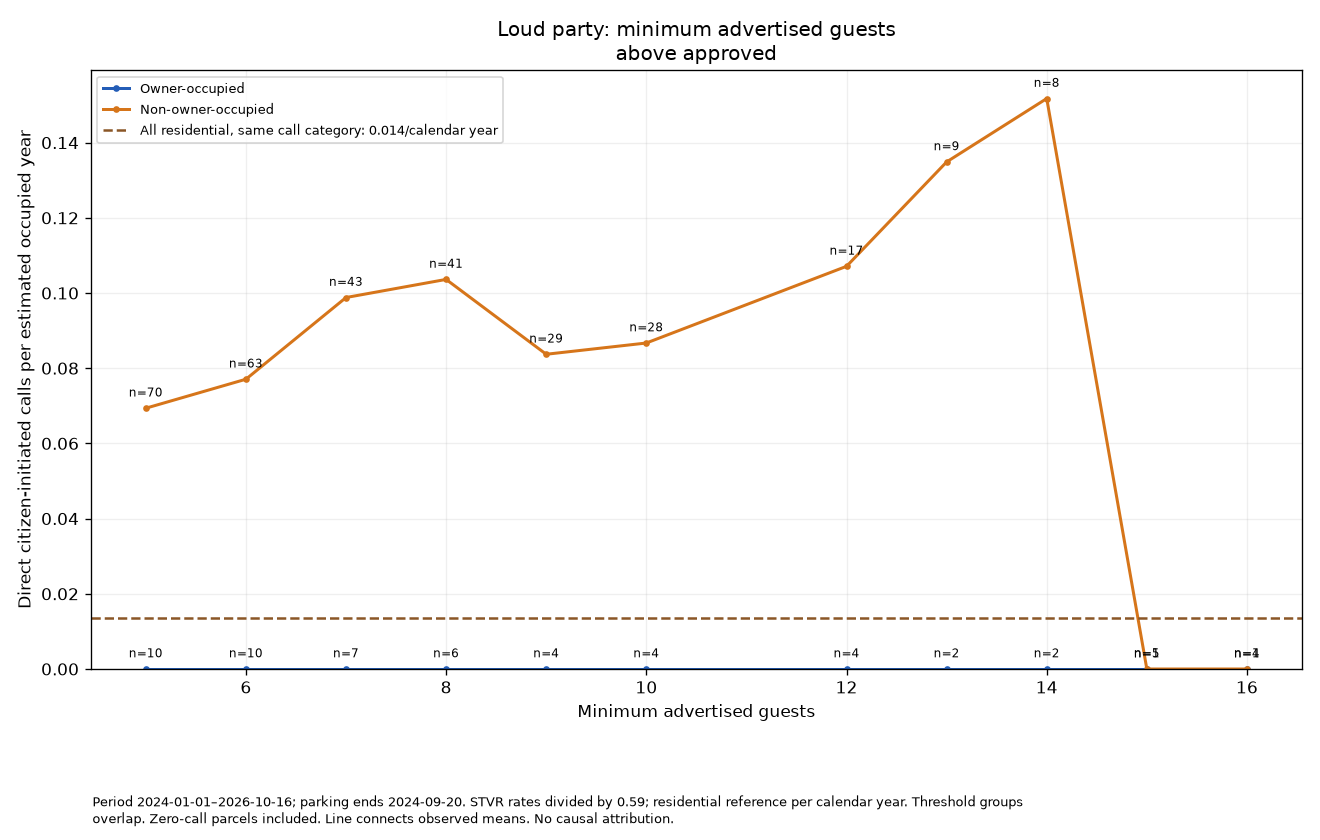 Loud party: minimum advertised guests
above approved
Owner-occupied
Non-owner-occupied
All residential, same call category: 0.014/calendar year
Direct citizen-initiated calls per estimated occupied year
0.14
0.12
0.10
0.08
0.06
0.04
0.02
0.00
n=70
n=63
n=43
n=41
n=29
n=28
n=17
n=9
n=8
n=10
n=10
n=7
n=6
n=4
n=4
n=4
n=2
n=2
6
8
10
12
14
16
Minimum advertised guests
Period 2024-01-01–2026-10-16; parking ends 2024-09-20. STVR rates divided by 0.59; residential reference per calendar year. Threshold groups
overlap. Zero-call parcels included. Line connects observed means. No causal attribution.